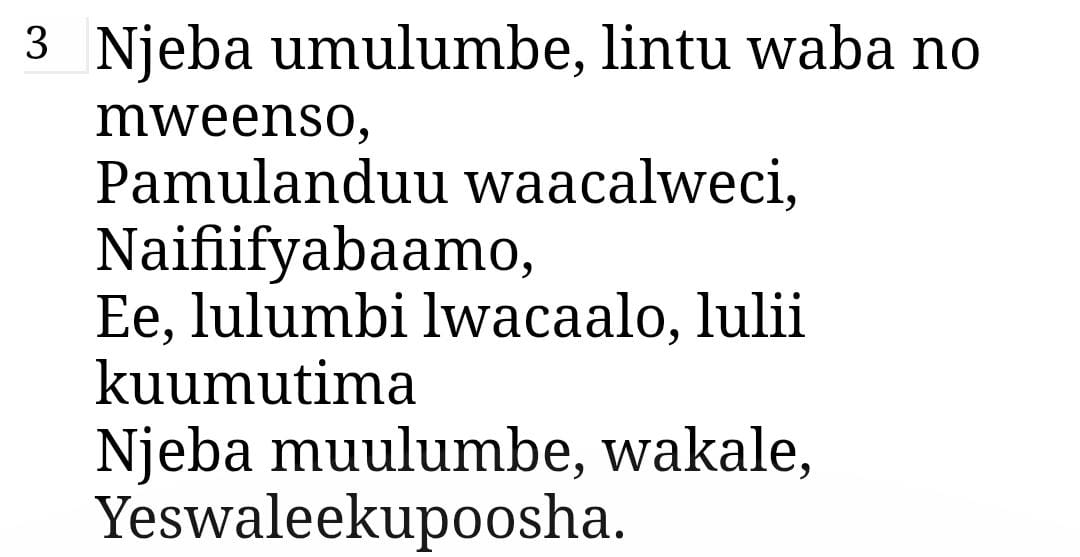 3 Njeba umulumbe, lintu waba no
mweenso,
Pamulanduu waacalweci,
Naifiifyabaamo,
Ee, lulumbi lwacaalo, lulii
kuumutima
Njeba muulumbe, wakale,
Yeswaleekupoosha.